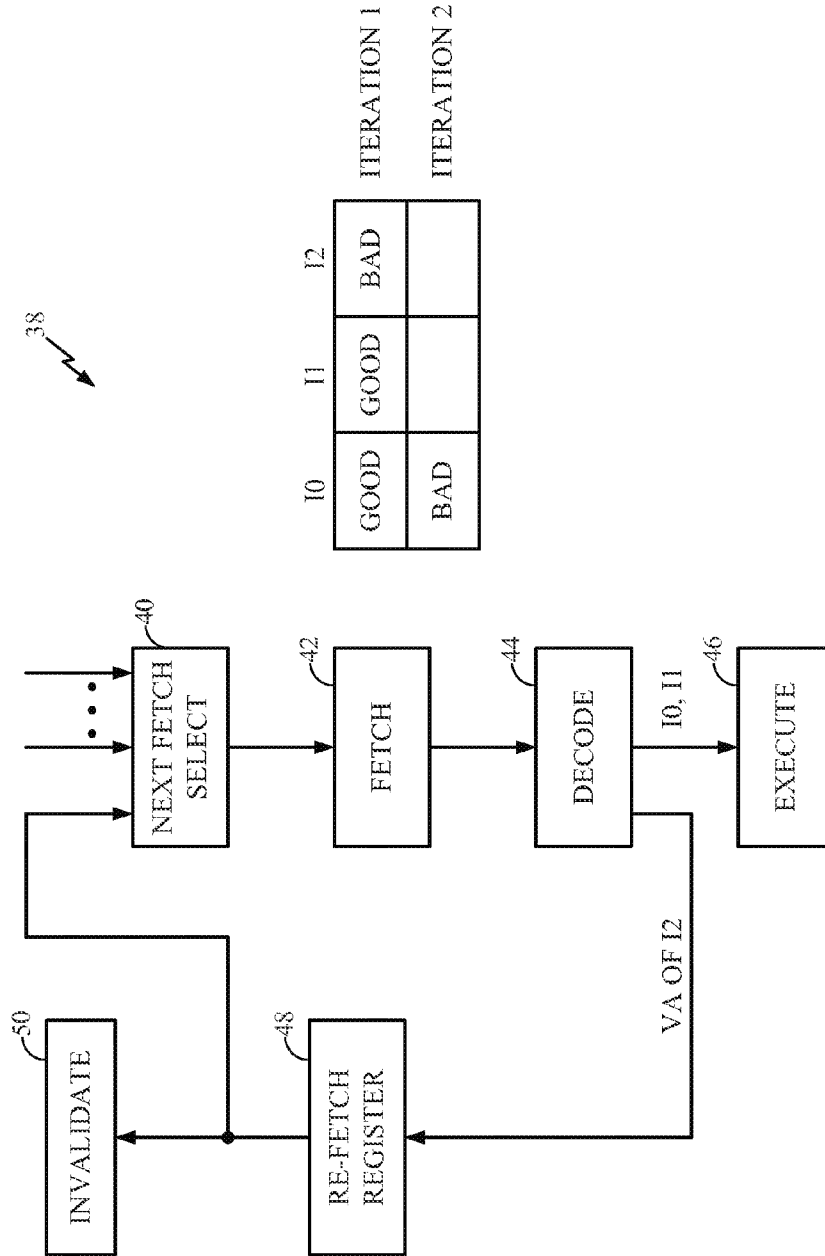 38
50
INVALIDATE
40
NEXT FETCH
SELECT
48
RE-FETCH
REGISTER
42
FETCH
44
DECODE
VA OF I2
I0, I1
46
EXECUTE
I0 I1 I2
GOOD GOOD BAD ITERATION 1
BAD ITERATION 2